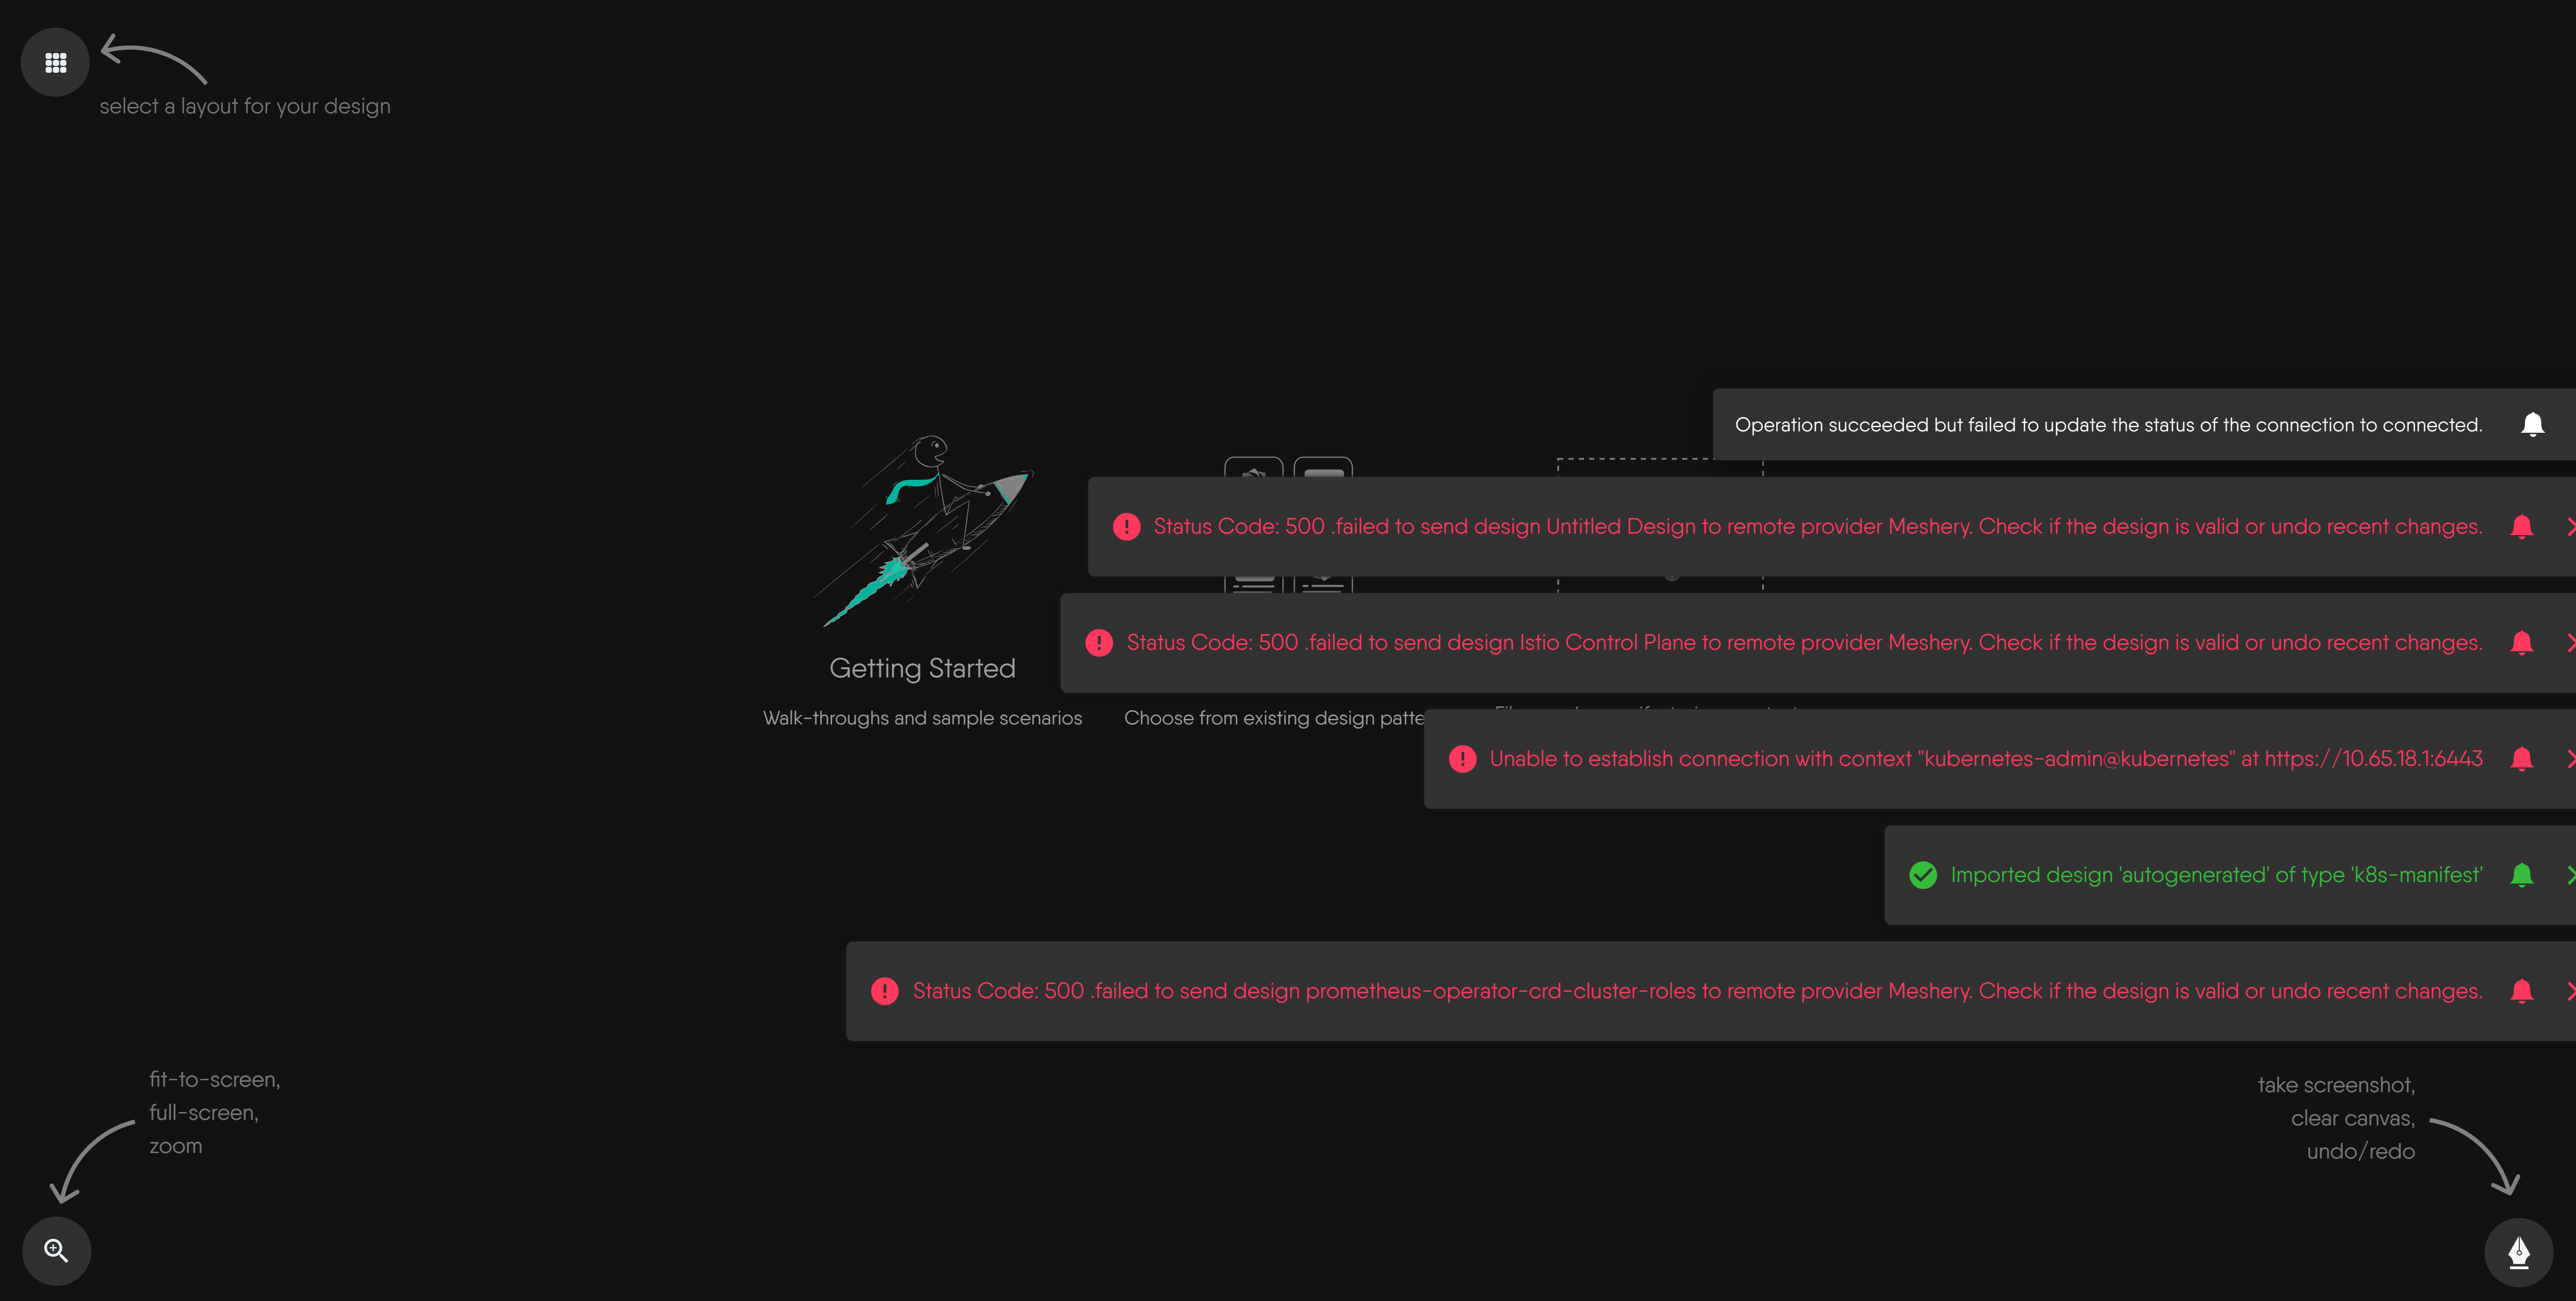 select a layout for your design
Operation succeeded but failed to update the status of the connection to connected.
Status Code: 500 .failed to send design Untitled Design to remote provider Meshery. Check if the design is valid or undo recent changes.
Status Code: 500 .failed to send design Istio Control Plane to remote provider Meshery. Check if the design is valid or undo recent changes.
Getting Started
Walk-throughs and sample scenarios
Choose from existing design patte
Unable to establish connection with context "kubernetes-admin@kubernetes" at https://10.65.18.1:6443
Imported design 'autogenerated' of type 'k8s-manifest'
Status Code: 500 .failed to send design prometheus-operator-crd-cluster-roles to remote provider Meshery. Check if the design is valid or undo recent changes.
fit-to-screen,
full-screen,
zoom
take screenshot,
clear canvas,
undo/redo